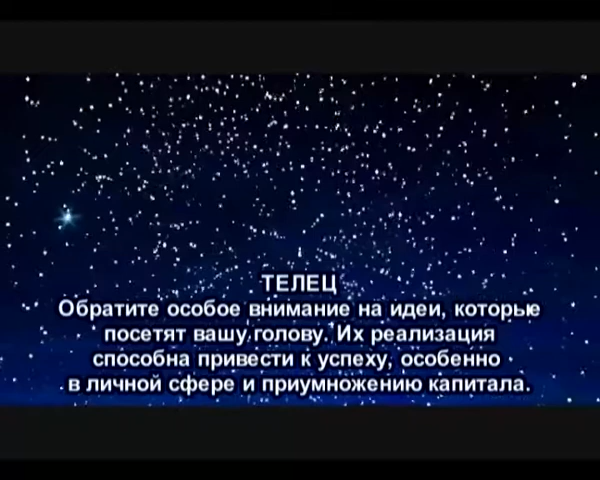 ТЕЛЕЦ
Обратите особое внимание на идеи, которые
посетят вашу голову. Их реализация
способна привести к успеху, особенно
в личной сфере и приумножению капитала.